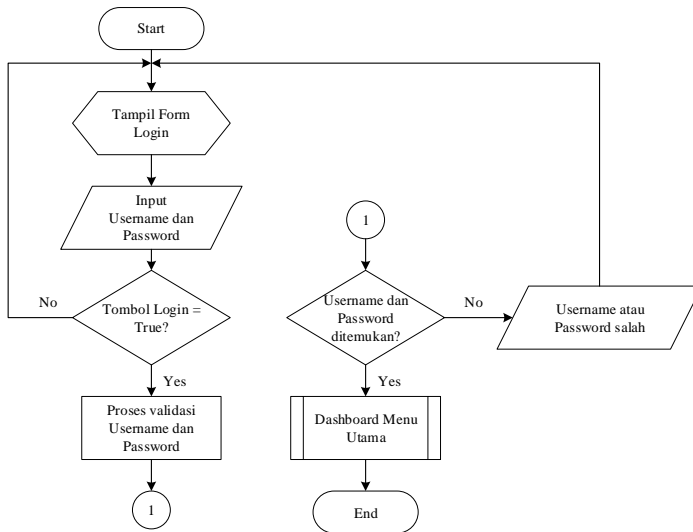 Start
Tampil Form
Login
Input
Username dan
Password
Tombol Login =
True?
No
Yes
Proses validasi
Username dan
Password
1
1
Username dan
Password
ditemukan?
No
Username atau
Password salah
Yes
Dashboard Menu
Utama
End